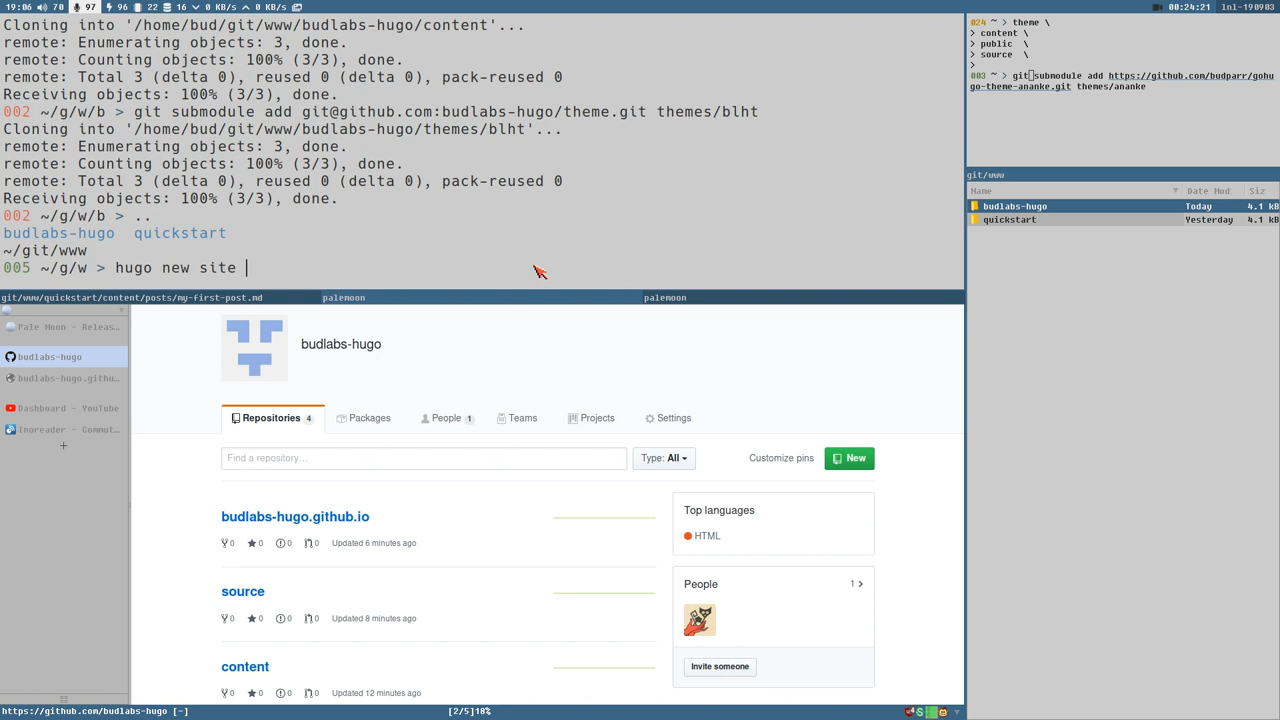 19:06 70 97 96 22 16 0 KB/s 0 KB/s 00:24:21 lnl-190903
Cloning into '/home/bud/git/www/budlabs-hugo/content'...
remote: Enumerating objects: 3, done.
remote: Counting objects: 100% (3/3), done.
remote: Total 3 (delta 0), reused 0 (delta 0), pack-reused 0
Receiving objects: 100% (3/3), done.
002 ~/g/w/b > git submodule add git@github.com:budlabs-hugo/theme.git themes/blht
Cloning into '/home/bud/git/www/budlabs-hugo/themes/blht'...
remote: Enumerating objects: 3, done.
remote: Counting objects: 100% (3/3), done.
remote: Total 3 (delta 0), reused 0 (delta 0), pack-reused 0
Receiving objects: 100% (3/3), done.
002 ~/g/w/b > ..
budlabs-hugo quickstart
~/git/www
005 ~/g/w > hugo new site
024 ~ > theme \
> content \
> public \
> source \
>
003 ~ > git submodule add https://github.com/budparr/gohu
go-theme-ananke.git themes/ananke
git/www
Name Date Mod Siz
budlabs-hugo Today 4.1 kB
quickstart Yesterday 4.1 kB
git/www/quickstart/content/posts/my-first-post.md palemoon palemoon
Pale Moon - Releas...
budlabs-hugo
budlabs-hugo.githu...
Dashboard - YouTube
Inoreader - Commut...
budlabs-hugo
Repositories 4 Packages People 1 Teams Projects Settings
Find a repository... Type: All Customize pins New
budlabs-hugo.github.io
0 0 0 0 Updated 6 minutes ago
source
0 0 0 0 Updated 8 minutes ago
content
0 0 0 0 Updated 12 minutes ago
Top languages
HTML
People 1
Invite someone
https://github.com/budlabs-hugo [-] [2/5]18%